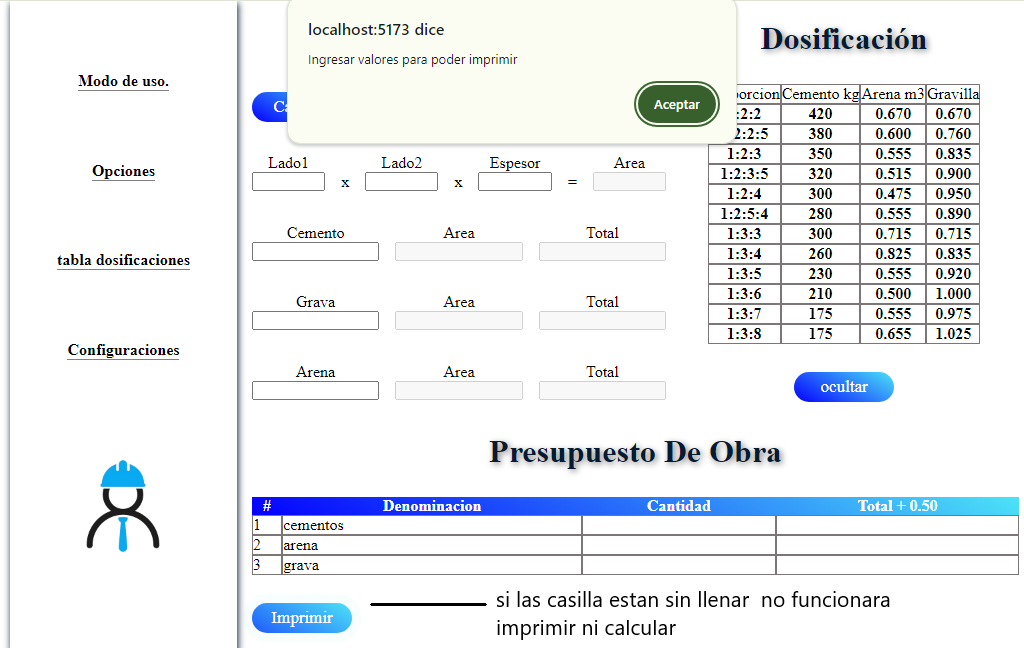 localhost:5173 dice
Ingresar valores para poder imprimir
Aceptar
Modo de uso.
Opciones
tabla dosificaciones
Configuraciones
Lado1 Lado2 Espesor Area
x x =
Cemento Area Total
Grava Area Total
Arena Area Total
Dosificación
Cemento kg Arena m3 Gravilla
:2:2 420 0.670 0.670
2:2:5 380 0.600 0.760
1:2:3 350 0.555 0.835
1:2:3:5 320 0.515 0.900
1:2:4 300 0.475 0.950
1:2:5:4 280 0.555 0.890
1:3:3 300 0.715 0.715
1:3:4 260 0.825 0.835
1:3:5 230 0.555 0.920
1:3:6 210 0.500 1.000
1:3:7 175 0.555 0.975
1:3:8 175 0.655 1.025
ocultar
Presupuesto De Obra
# Denominacion Cantidad Total + 0.50
1 cementos
2 arena
3 grava
Imprimir
si las casilla estan sin llenar no funcionara
imprimir ni calcular